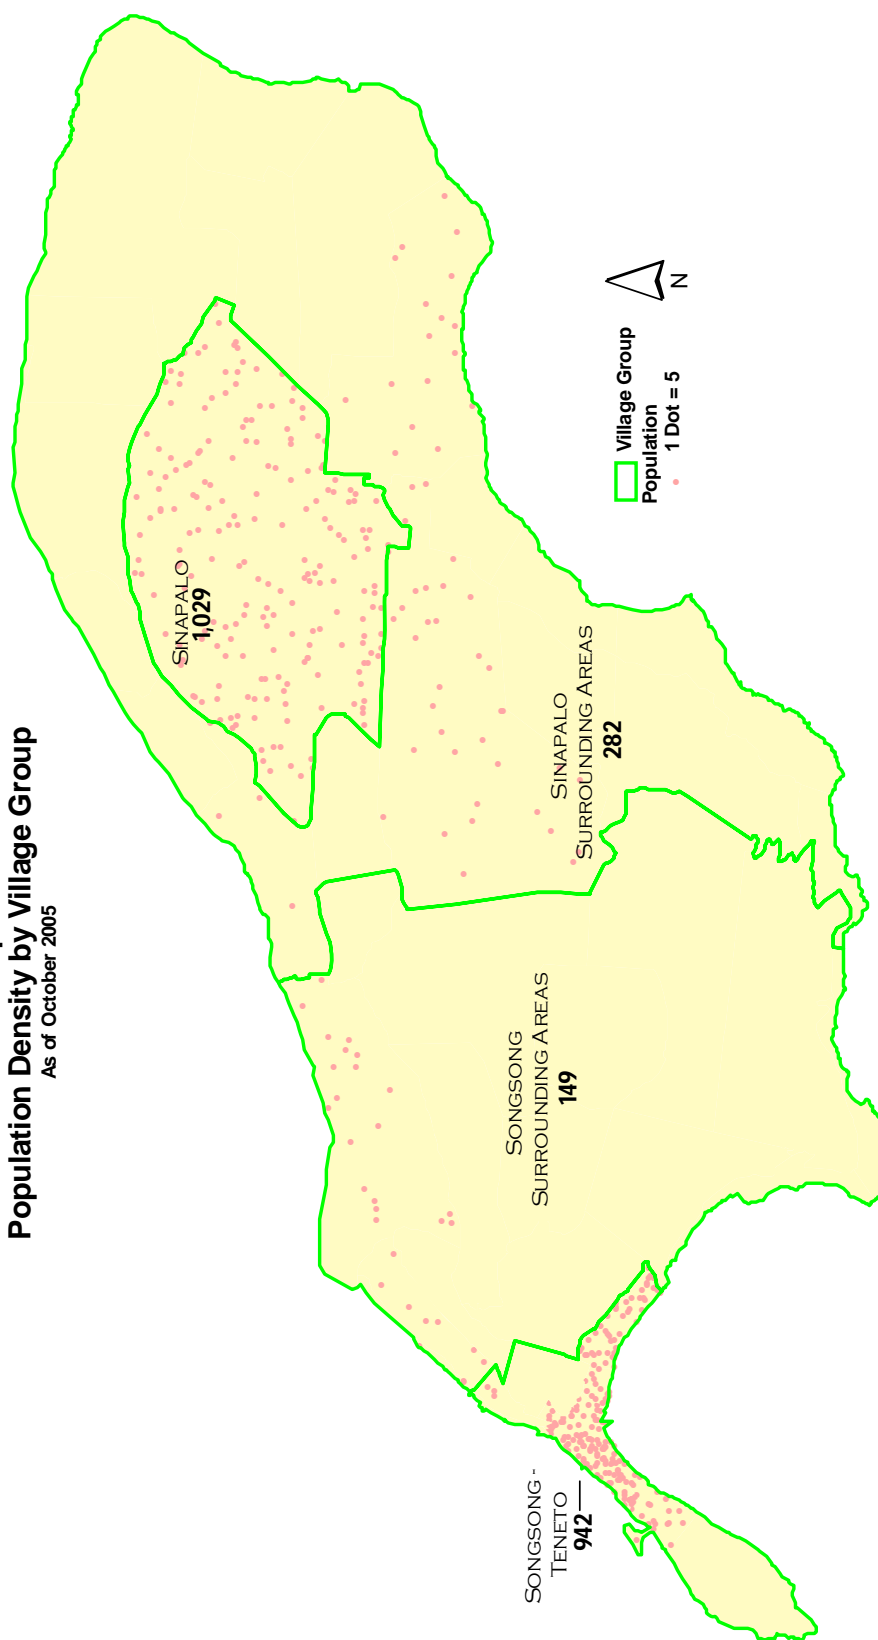 Population Density by Village Group
As of October 2005
SINAPALO
1,029
SINAPALO
SURROUNDING AREAS
282
SONGSONG
SURROUNDING AREAS
149
SONGSONG -
TENETO
942
Village Group
Population
1 Dot = 5
N